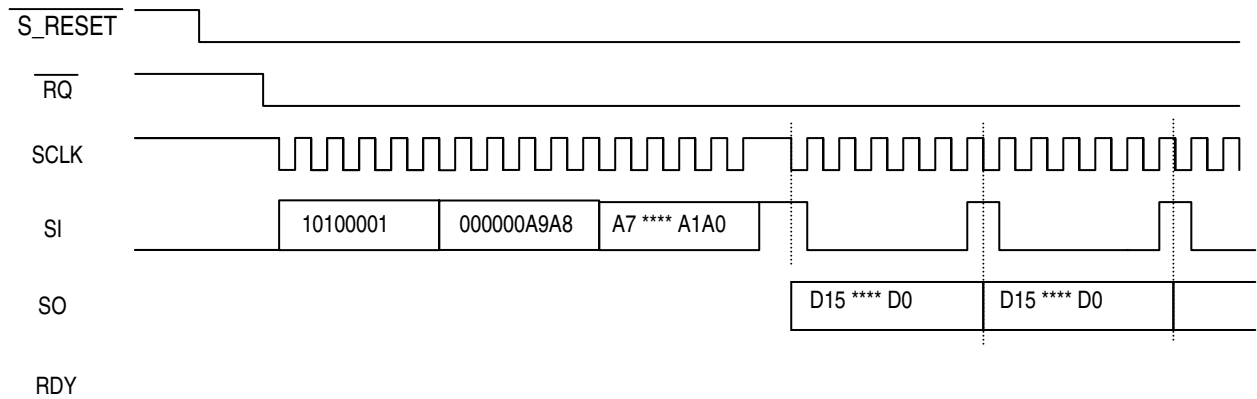 S_RESET
RQ
SCLK
SI
10100001
000000A9A8
A7 **** A1A0
SO
D15 **** D0
D15 **** D0
RDY